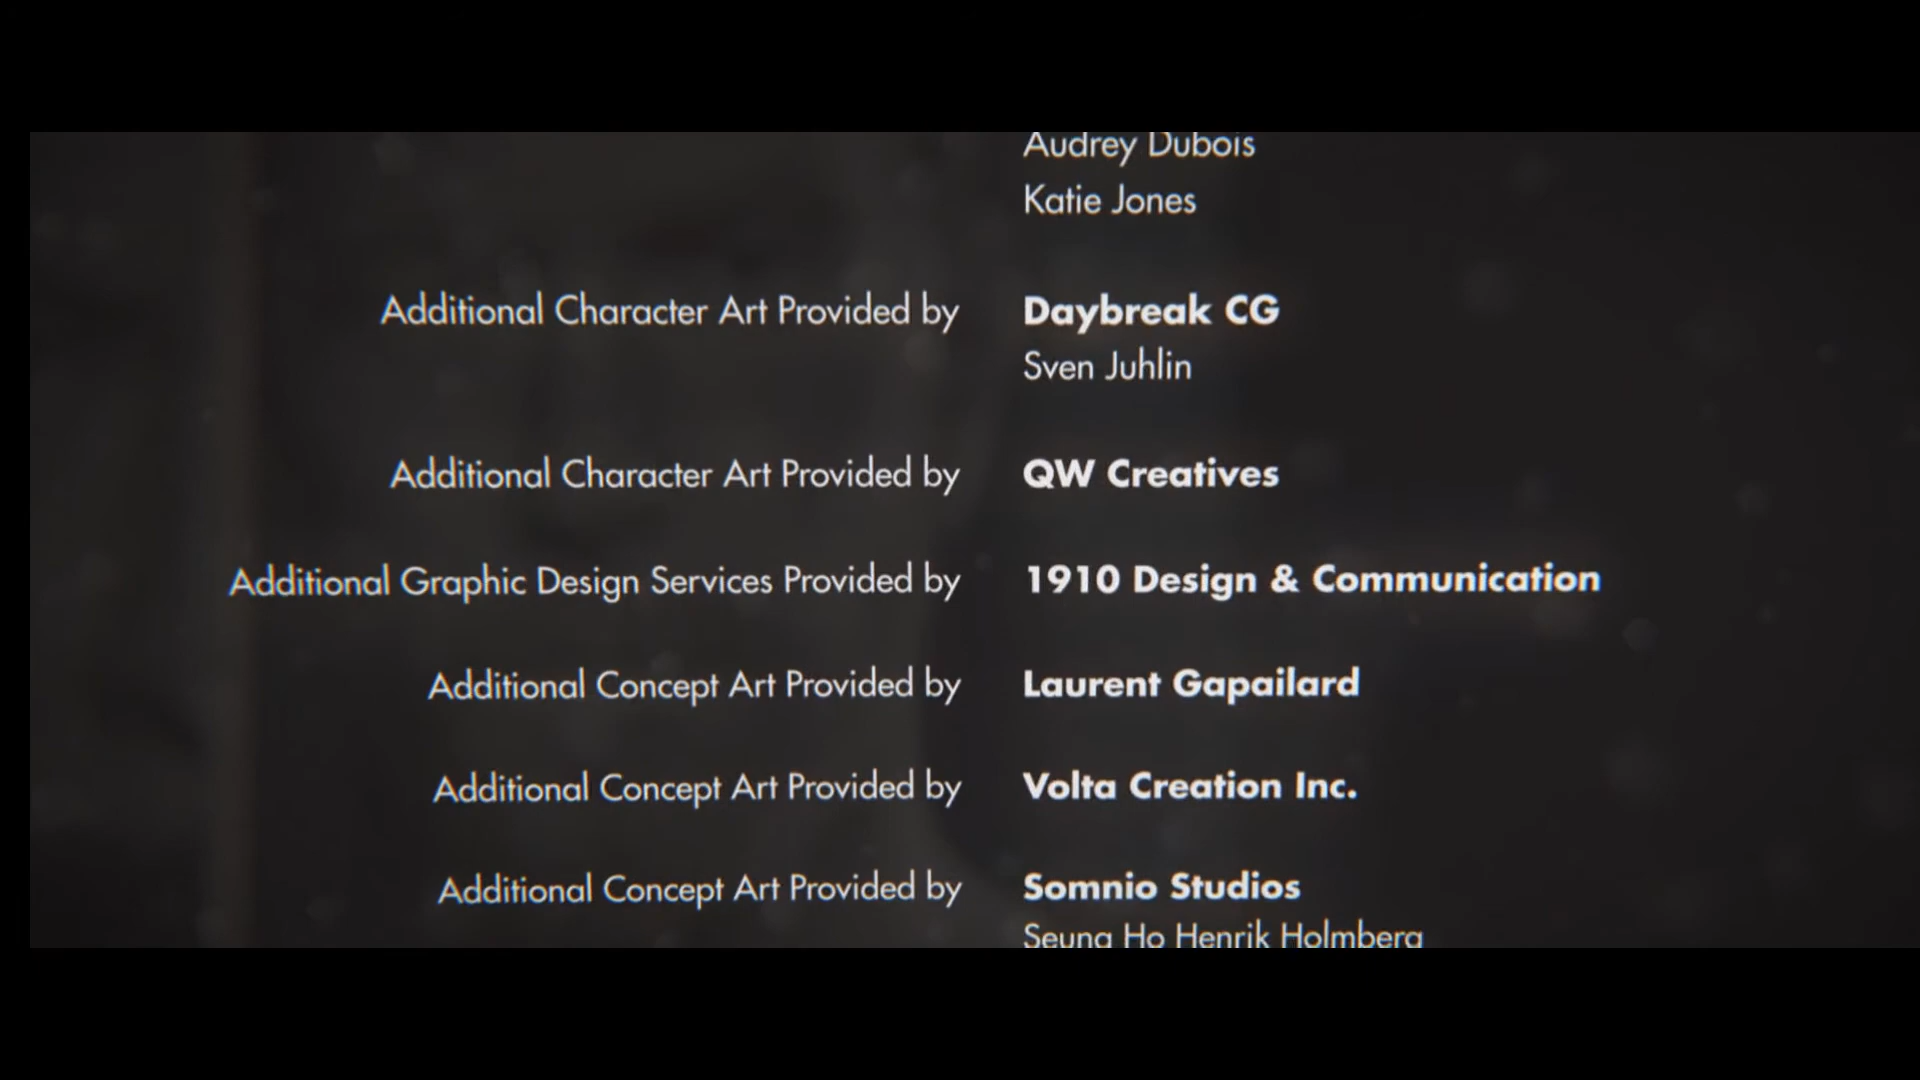 Audrey Dubois
Katie Jones
Additional Character Art Provided by Daybreak CG
Sven Juhlin
Additional Character Art Provided by QW Creatives
Additional Graphic Design Services Provided by 1910 Design & Communication
Additional Concept Art Provided by Laurent Gapailard
Additional Concept Art Provided by Volta Creation Inc.
Additional Concept Art Provided by Somnio Studios
Seung Ho Henrik Holmberg